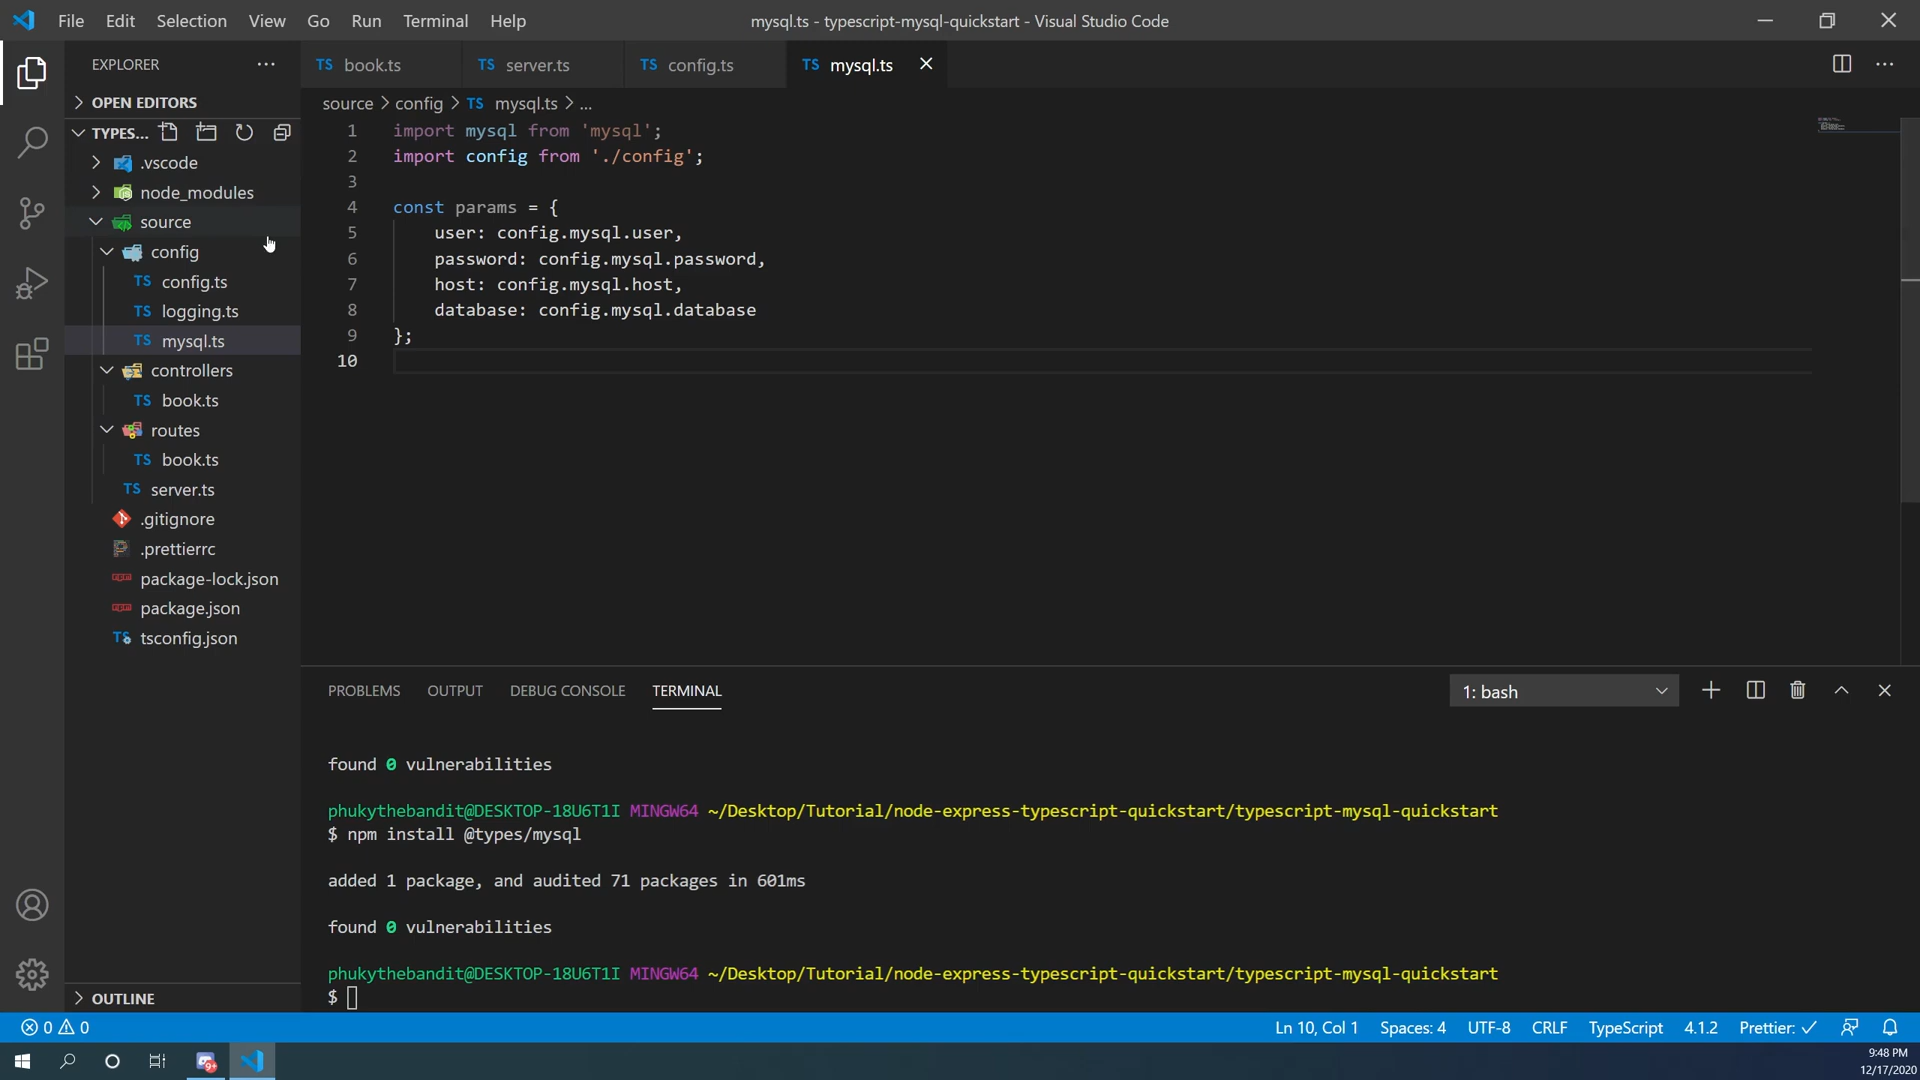 File Edit Selection View Go Run Terminal Help
mysql.ts - typescript-mysql-quickstart - Visual Studio Code
EXPLORER
OPEN EDITORS
TYPES...
.vscode
node_modules
source
config
TS config.ts
TS logging.ts
TS mysql.ts
controllers
TS book.ts
routes
TS book.ts
TS server.ts
.gitignore
.prettierrc
package-lock.json
package.json
tsconfig.json
OUTLINE
TS book.ts TS server.ts TS config.ts TS mysql.ts
source > config > TS mysql.ts > ...
1 import mysql from 'mysql';
2 import config from './config';
3
4 const params = {
5 user: config.mysql.user,
6 password: config.mysql.password,
7 host: config.mysql.host,
8 database: config.mysql.database
9 };
10
PROBLEMS OUTPUT DEBUG CONSOLE TERMINAL
1: bash
found 0 vulnerabilities
phukythebandit@DESKTOP-18U6T1I MINGW64 ~/Desktop/Tutorial/node-express-typescript-quickstart/typescript-mysql-quickstart
$ npm install @types/mysql
added 1 package, and audited 71 packages in 601ms
found 0 vulnerabilities
phukythebandit@DESKTOP-18U6T1I MINGW64 ~/Desktop/Tutorial/node-express-typescript-quickstart/typescript-mysql-quickstart
$
0 0
Ln 10, Col 1 Spaces: 4 UTF-8 CRLF TypeScript 4.1.2 Prettier: ✓
9+
9:48 PM
12/17/2020